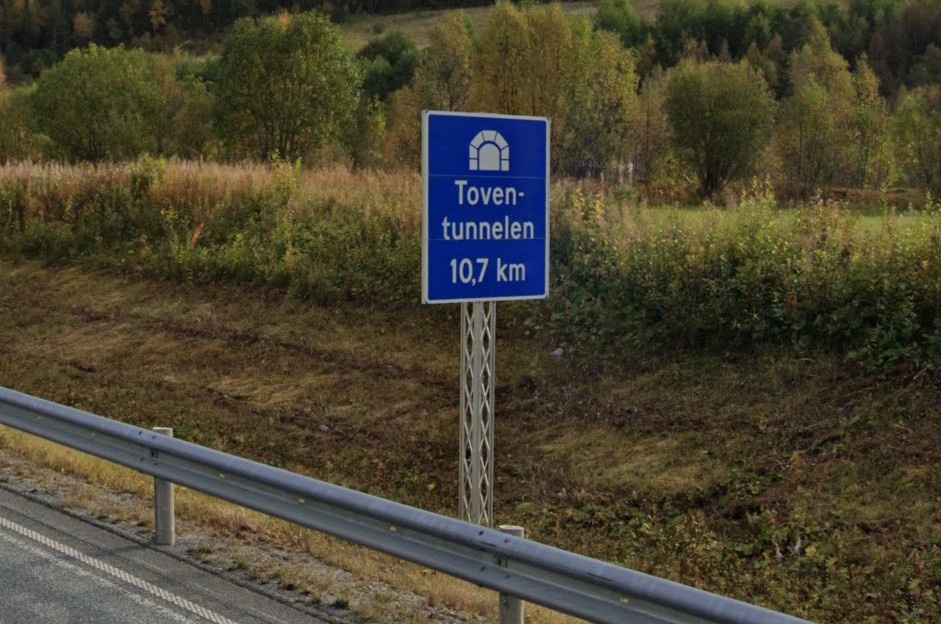 Toven-
tunnelen
10,7 km